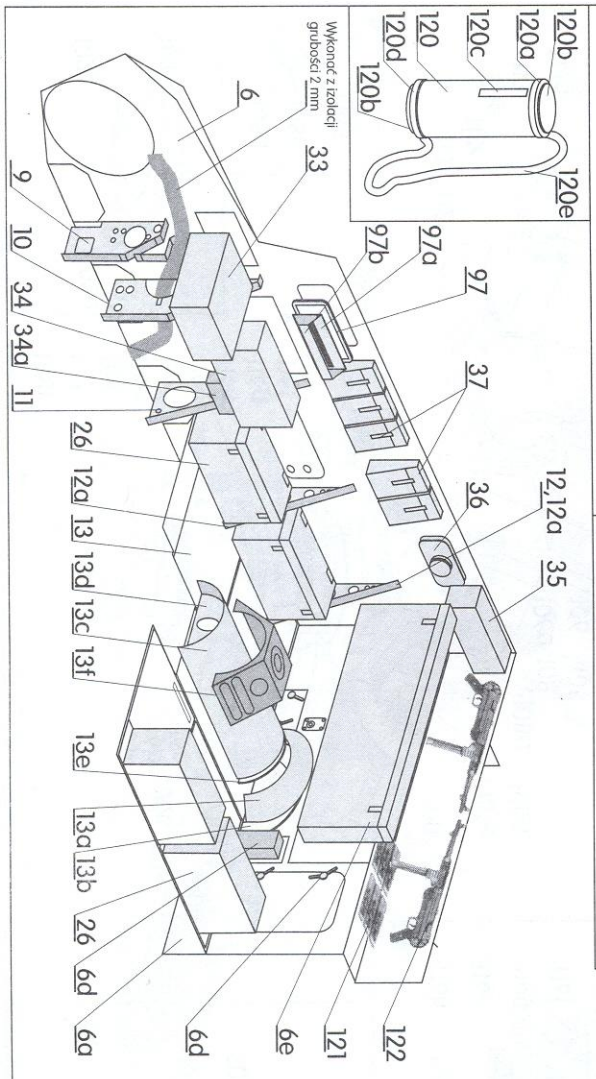 120b
120a
120c
120
120d
120b
120e
Wykonać z izolacji
grubości 2 mm
6
33
9
10
34
34a
11
97b
97a
97
37
12,12a
36
35
26
12a
13
13d
13c
13f
13e
13a
13b
26
6d
6a
6d
6e
121
122